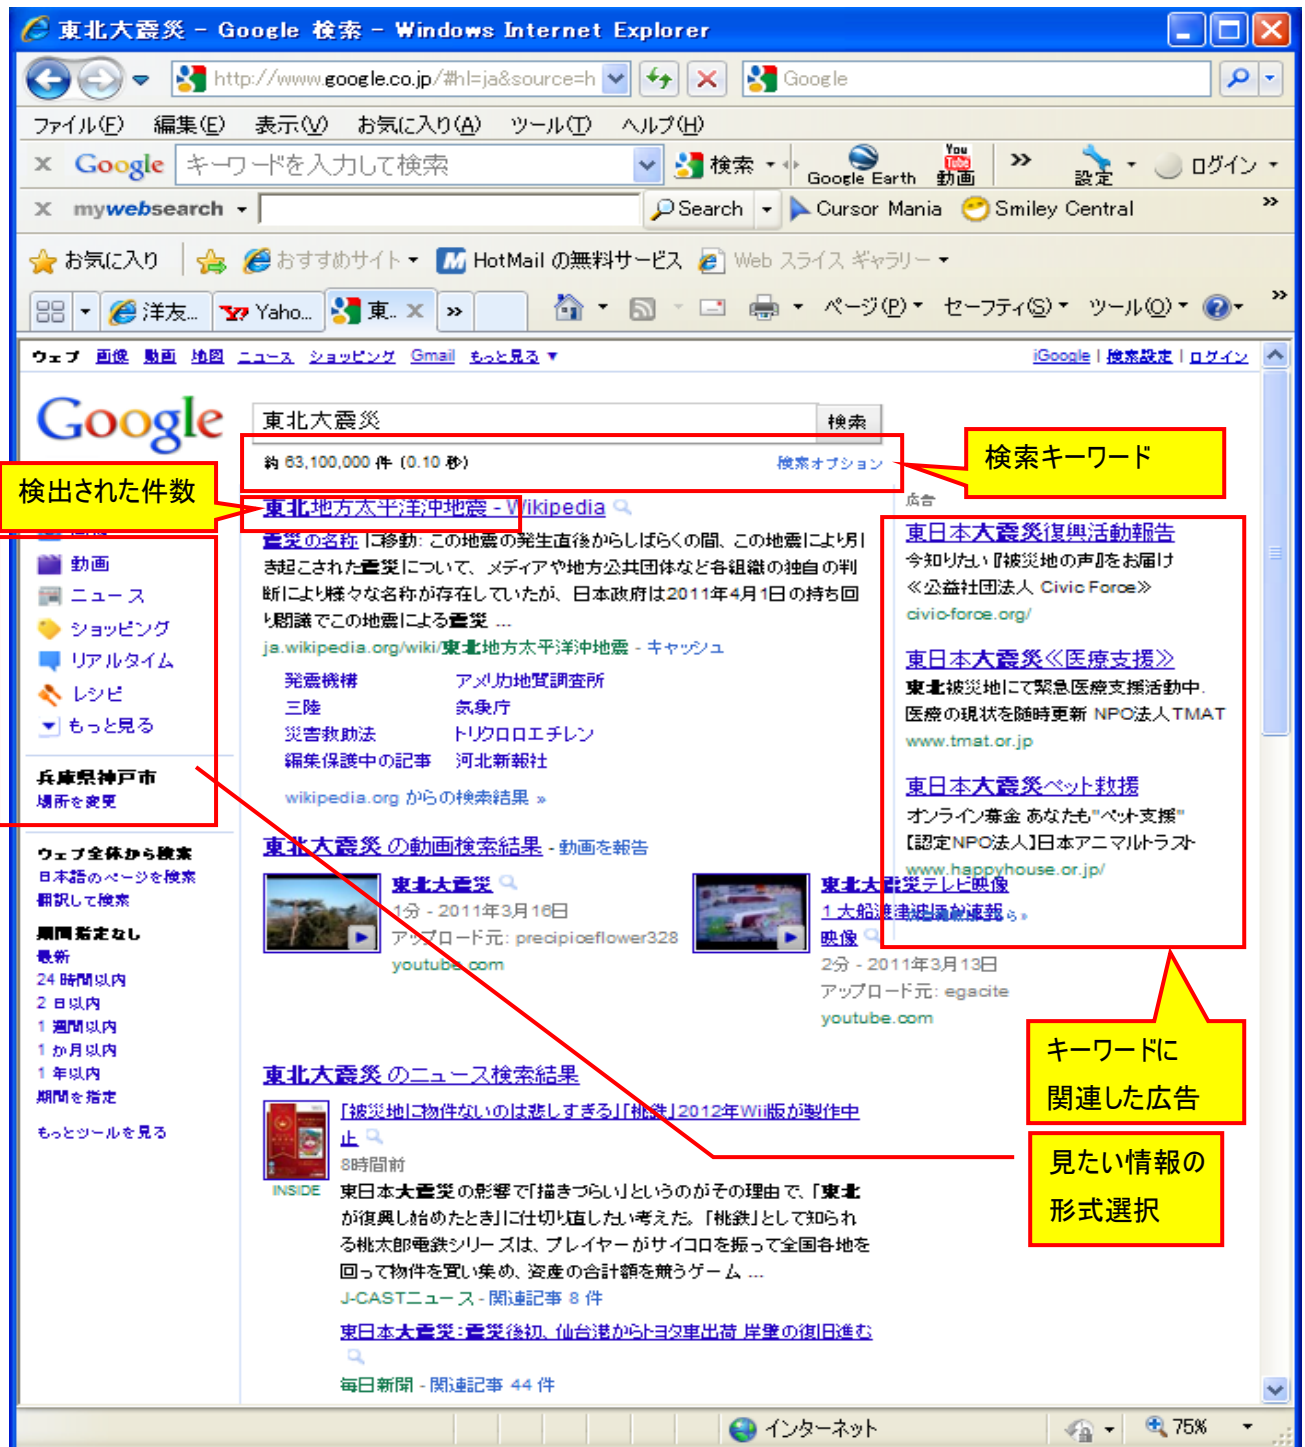 東北大震災 - Google 検索 - Windows Internet Explorer
http://www.google.co.jp/#hl=ja&source=h
Google
ファイル(F) 編集(E) 表示(V) お気に入り(A) ツール(T) ヘルプ(H)
x Google キーワードを入力して検索 検索 Google Earth You Tube 動画 » 設定 ログイン
x mywebsearch Search Cursor Mania Smiley Central »
お気に入り おすすめサイト HotMail の無料サービス Web スライス ギャラリー
洋友... Yaho... 東.. x » ページ(P) セーフティ(S) ツール(O) »
ウェブ 画像 動画 地図 ニュース ショッピング Gmail もっと見る ▼ iGoogle | 検索設定 | ログイン
Google 東北大震災 検索
約 63,100,000 件 (0.10 秒) 検索オプション
検索キーワード
検出された件数
動画
ニュース
ショッピング
リアルタイム
レシピ
もっと見る
兵庫県神戸市
場所を変更
ウェブ全体から検索
日本語のページを検索
翻訳して検索
期間指定なし
最新
24 時間以内
2 日以内
1 週間以内
1 か月以内
1 年以内
期間を指定
もっとツールを見る
東北地方太平洋沖地震 - Wikipedia
震災の名称 に移動: この地震の発生直後からしばらくの間、この地震により引
き起こされた震災について、メディアや地方公共団体など各組織の独自の判
断により様々な名称が存在していたが、日本政府は2011年4月1日の持ち回
り閣議でこの地震による震災 ...
ja.wikipedia.org/wiki/東北地方太平洋沖地震 - キャッシュ
発震機構 アメリカ地質調査所
三陸 気象庁
災害救助法 トリクロロエチレン
編集保護中の記事 河北新報社
wikipedia.org からの検索結果 »
東北大震災 の動画検索結果 - 動画を報告
東北大震災
1分 - 2011年3月16日
アップロード元: precipiceflower328
youtube.com
東北大震災テレビ映像
1 大船渡津波ほか速報
映像
2分 - 2011年3月13日
アップロード元: egacite
youtube.com
東北大震災 のニュース検索結果
「被災地に物件ないのは悲しすぎる」「桃鉄」2012年Wii版が製作中
止
8時間前
INSIDE
東日本大震災の影響で「描きづらい」というのがその理由で、「東北
が復興し始めたとき」に仕切り直したい考えた。「桃鉄」として知られ
る桃太郎電鉄シリーズは、プレイヤーがサイコロを振って全国各地を
回って物件を買い集め、資産の合計額を競うゲーム ...
J-CASTニュース - 関連記事 8 件
東日本大震災:震災後初、仙台港からトヨタ車出荷 岸壁の復旧進む
毎日新聞 - 関連記事 44 件
広告
東日本大震災復興活動報告
今知りたい『被災地の声』をお届け
≪公益社団法人 Civic Force≫
civic-force.org/
東日本大震災≪医療支援≫
東北被災地にて緊急医療支援活動中.
医療の現状を随時更新 NPO法人TMAT
www.tmat.or.jp
東日本大震災ペット救援
オンライン募金 あなたも"ペット支援"
【認定NPO法人】日本アニマルトラスト
www.happyhouse.or.jp/
キーワードに
関連した広告
見たい情報の
形式選択
インターネット 75%